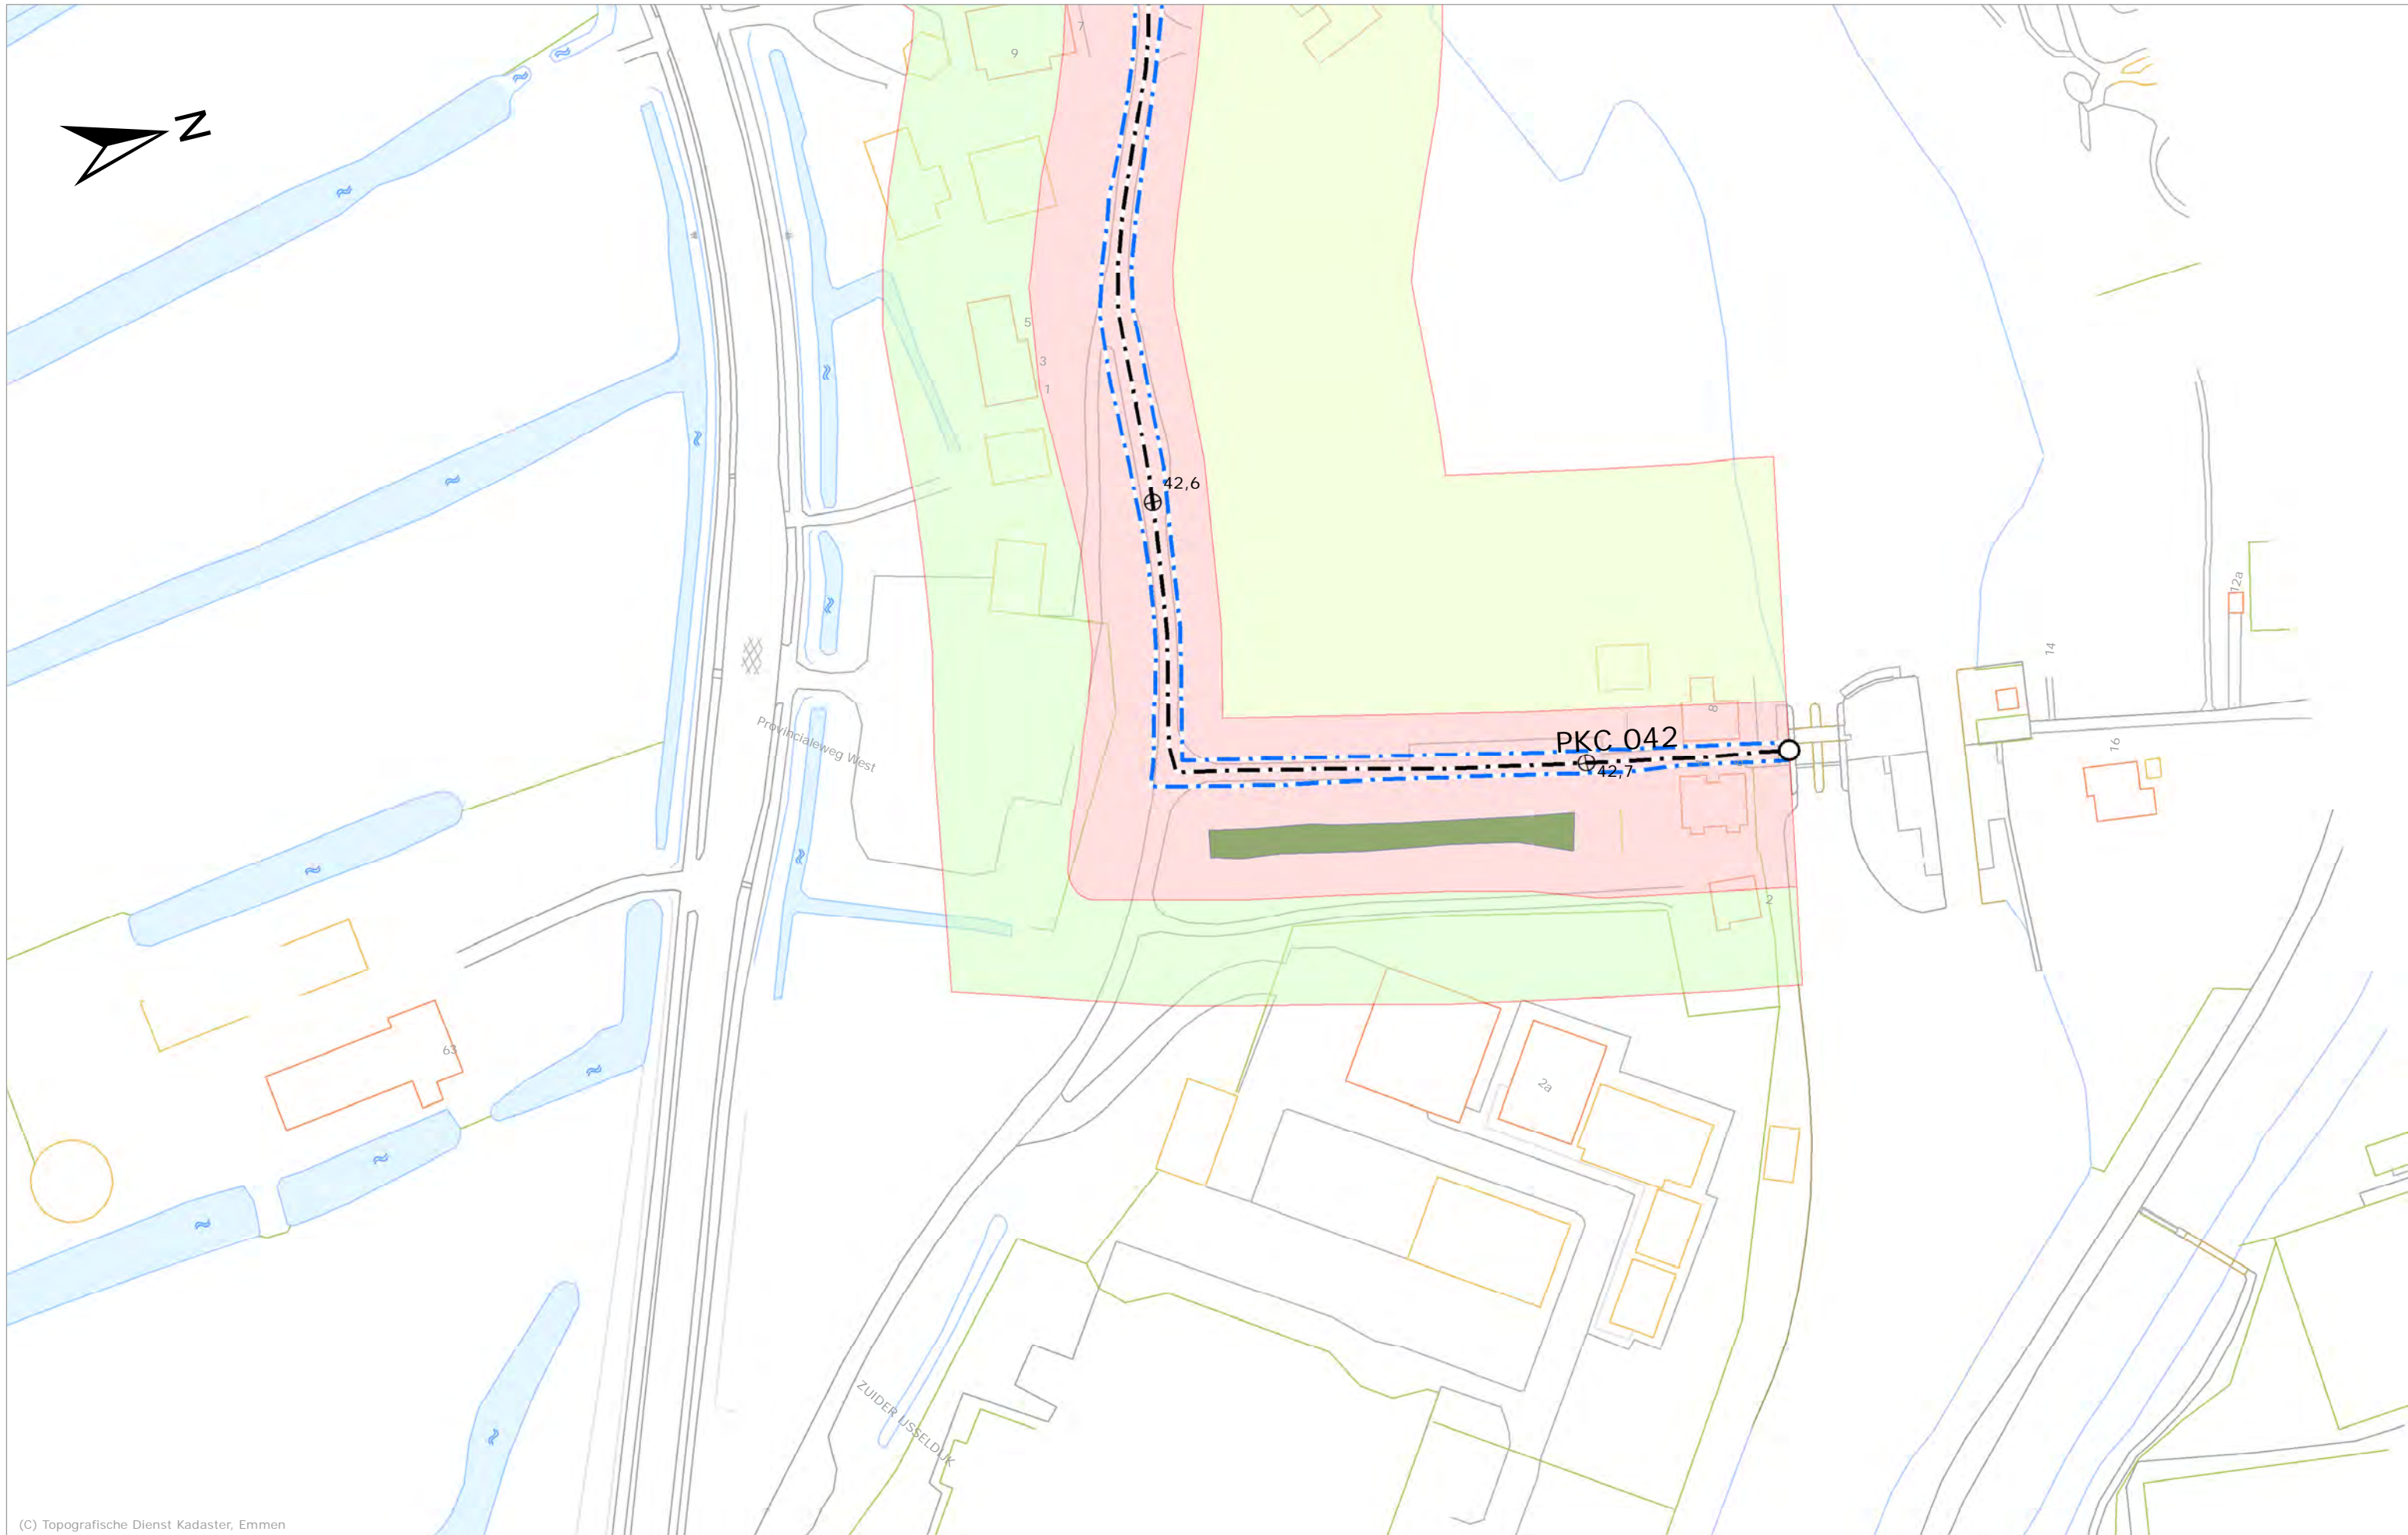 7
9
N
5
3
1
42,6
12a
14
8
Provincialeweg West
PKC 042
42,7
16
2
63
2a
ZUIDER IJSSELDIJK
(C) Topografische Dienst Kadaster, Emmen